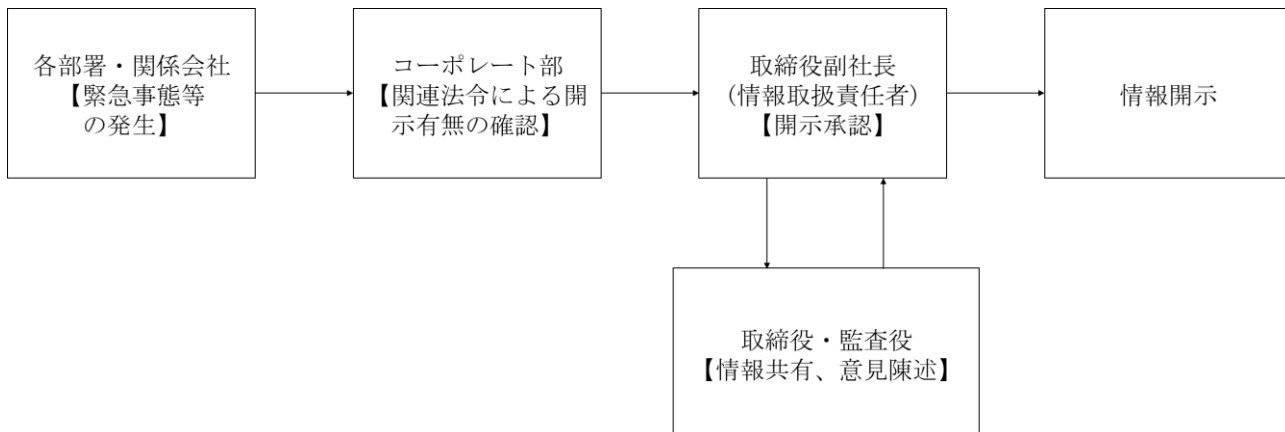 各部署・関係会社
【緊急事態等
の発生】
コーポレート部
【関連法令による開
示有無の確認】
取締役副社長
（情報取扱責任者）
【開示承認】
情報開示
取締役・監査役
【情報共有、意見陳述】